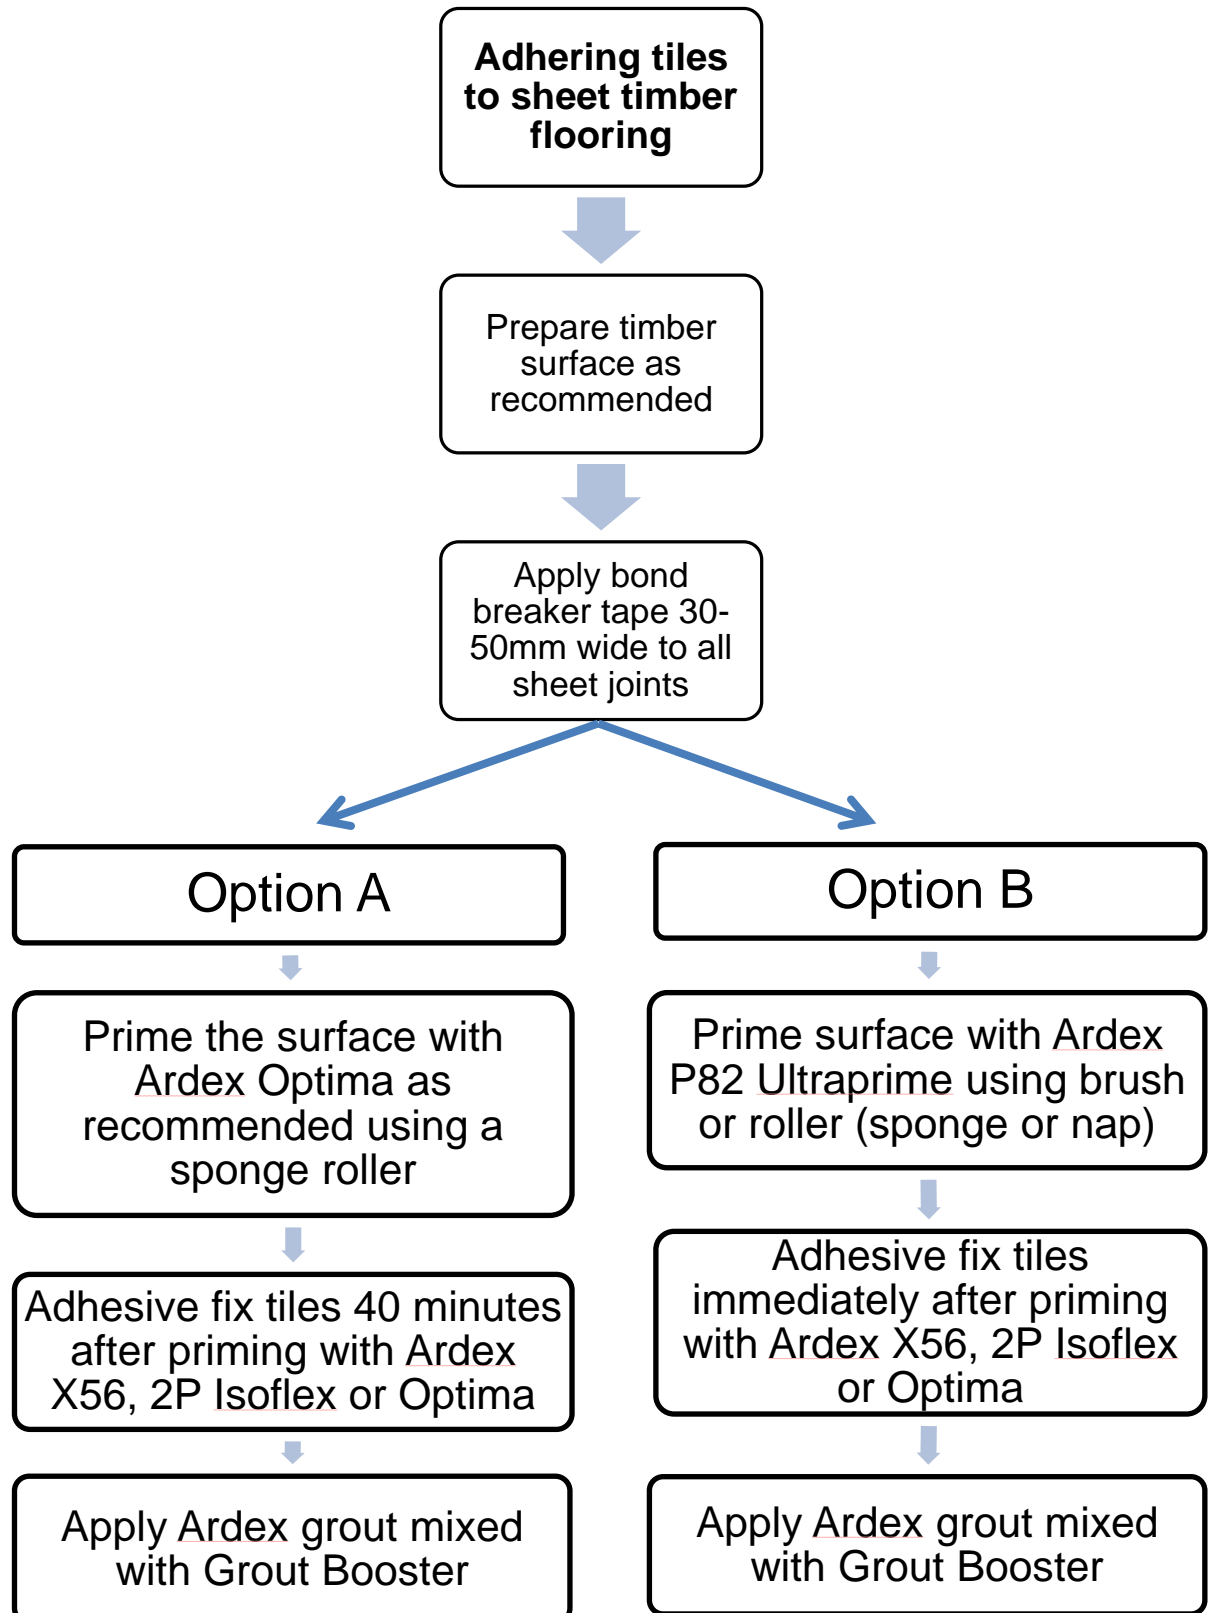 Adhering tiles
to sheet timber
flooring
Prepare timber
surface as
recommended
Apply bond
breaker tape 30-
50mm wide to all
sheet joints
Option A
Prime the surface with
Ardex Optima as
recommended using a
sponge roller
Adhesive fix tiles 40 minutes
after priming with Ardex
X56, 2P Isoflex or Optima
Apply Ardex grout mixed
with Grout Booster
Option B
Prime surface with Ardex
P82 Ultraprime using brush
or roller (sponge or nap)
Adhesive fix tiles
immediately after priming
with Ardex X56, 2P Isoflex
or Optima
Apply Ardex grout mixed
with Grout Booster